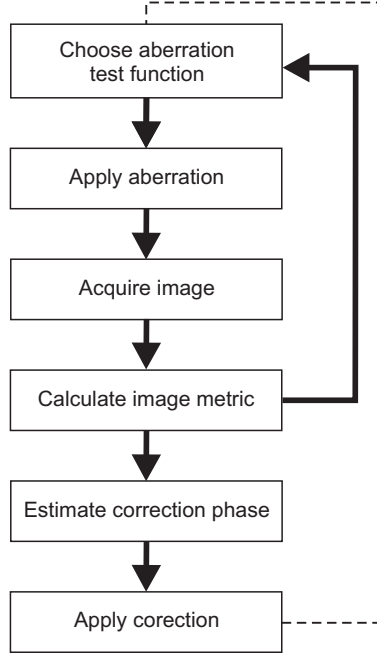 Choose aberration
test function
Apply aberration
Acquire image
Calculate image metric
Estimate correction phase
Apply corection